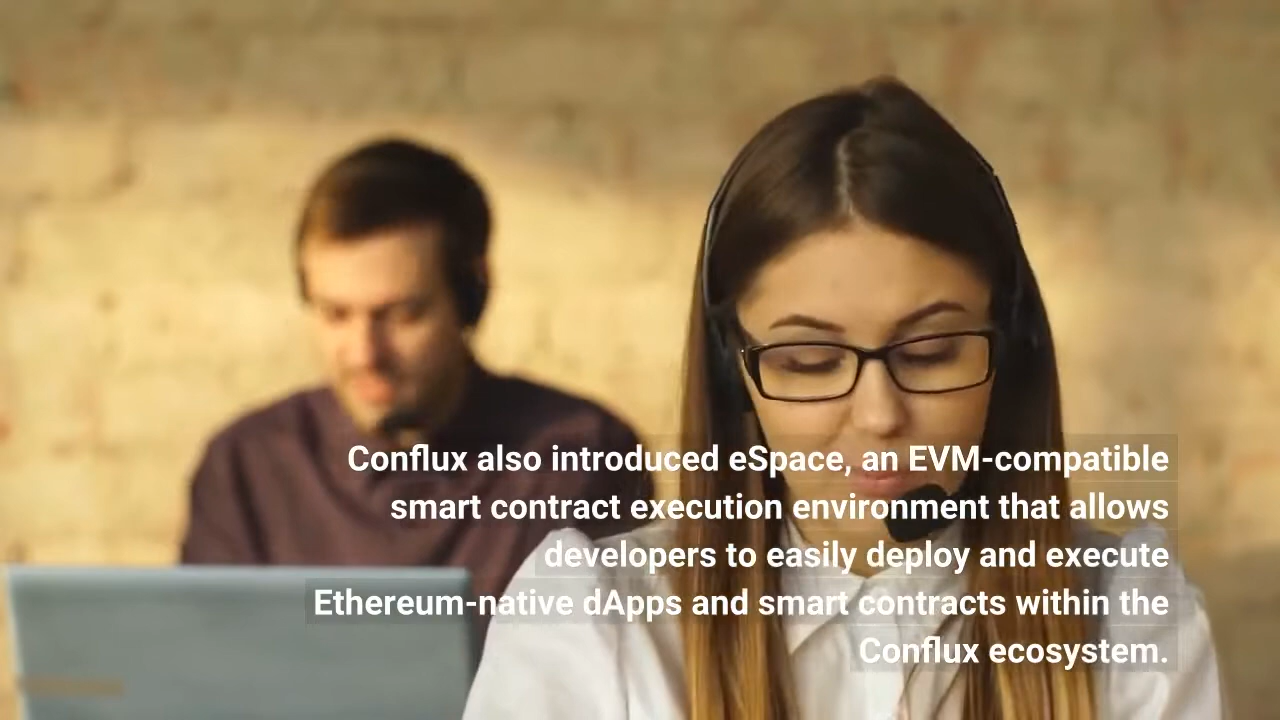 Conflux also introduced eSpace, an EVM-compatible
smart contract execution environment that allows
developers to easily deploy and execute
Ethereum-native dApps and smart contracts within the
Conflux ecosystem.